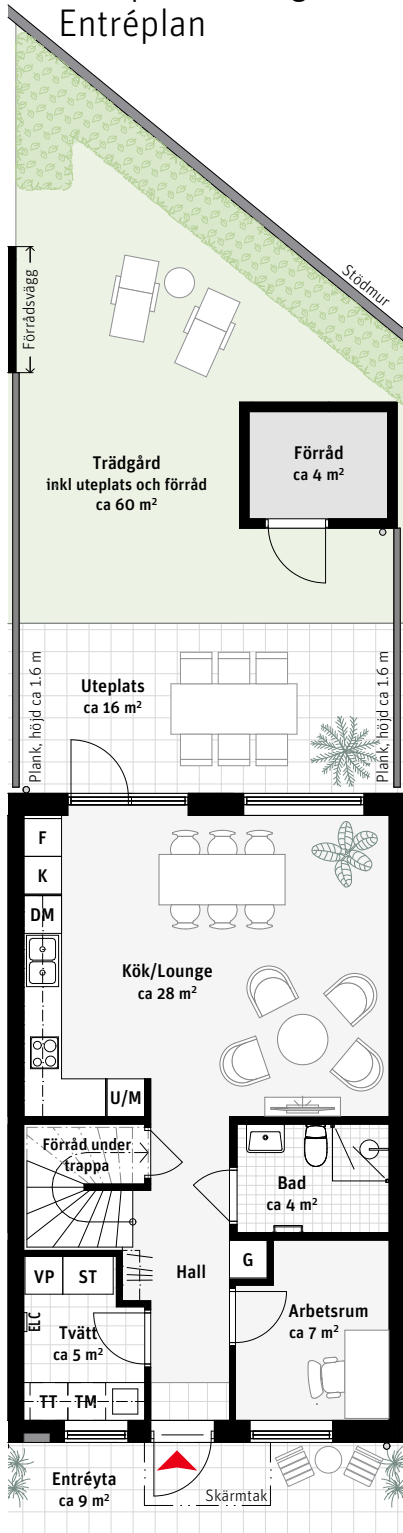 Entréplan
Stödmur
Förrådsvägg
Förråd
ca 4 m²
Trädgård
inkl uteplats och förråd
ca 60 m²
Plank, höjd ca 1.6 m
Uteplats
ca 16 m²
Plank, höjd ca 1.6 m
F
K
DM
Kök/Lounge
ca 28 m²
U/M
Förråd under
trappa
Bad
ca 4 m²
VP
ST
Hall
G
ELC
Tvätt
ca 5 m²
Arbetsrum
ca 7 m²
TT
TM
Entréyta
ca 9 m²
Skärmtak